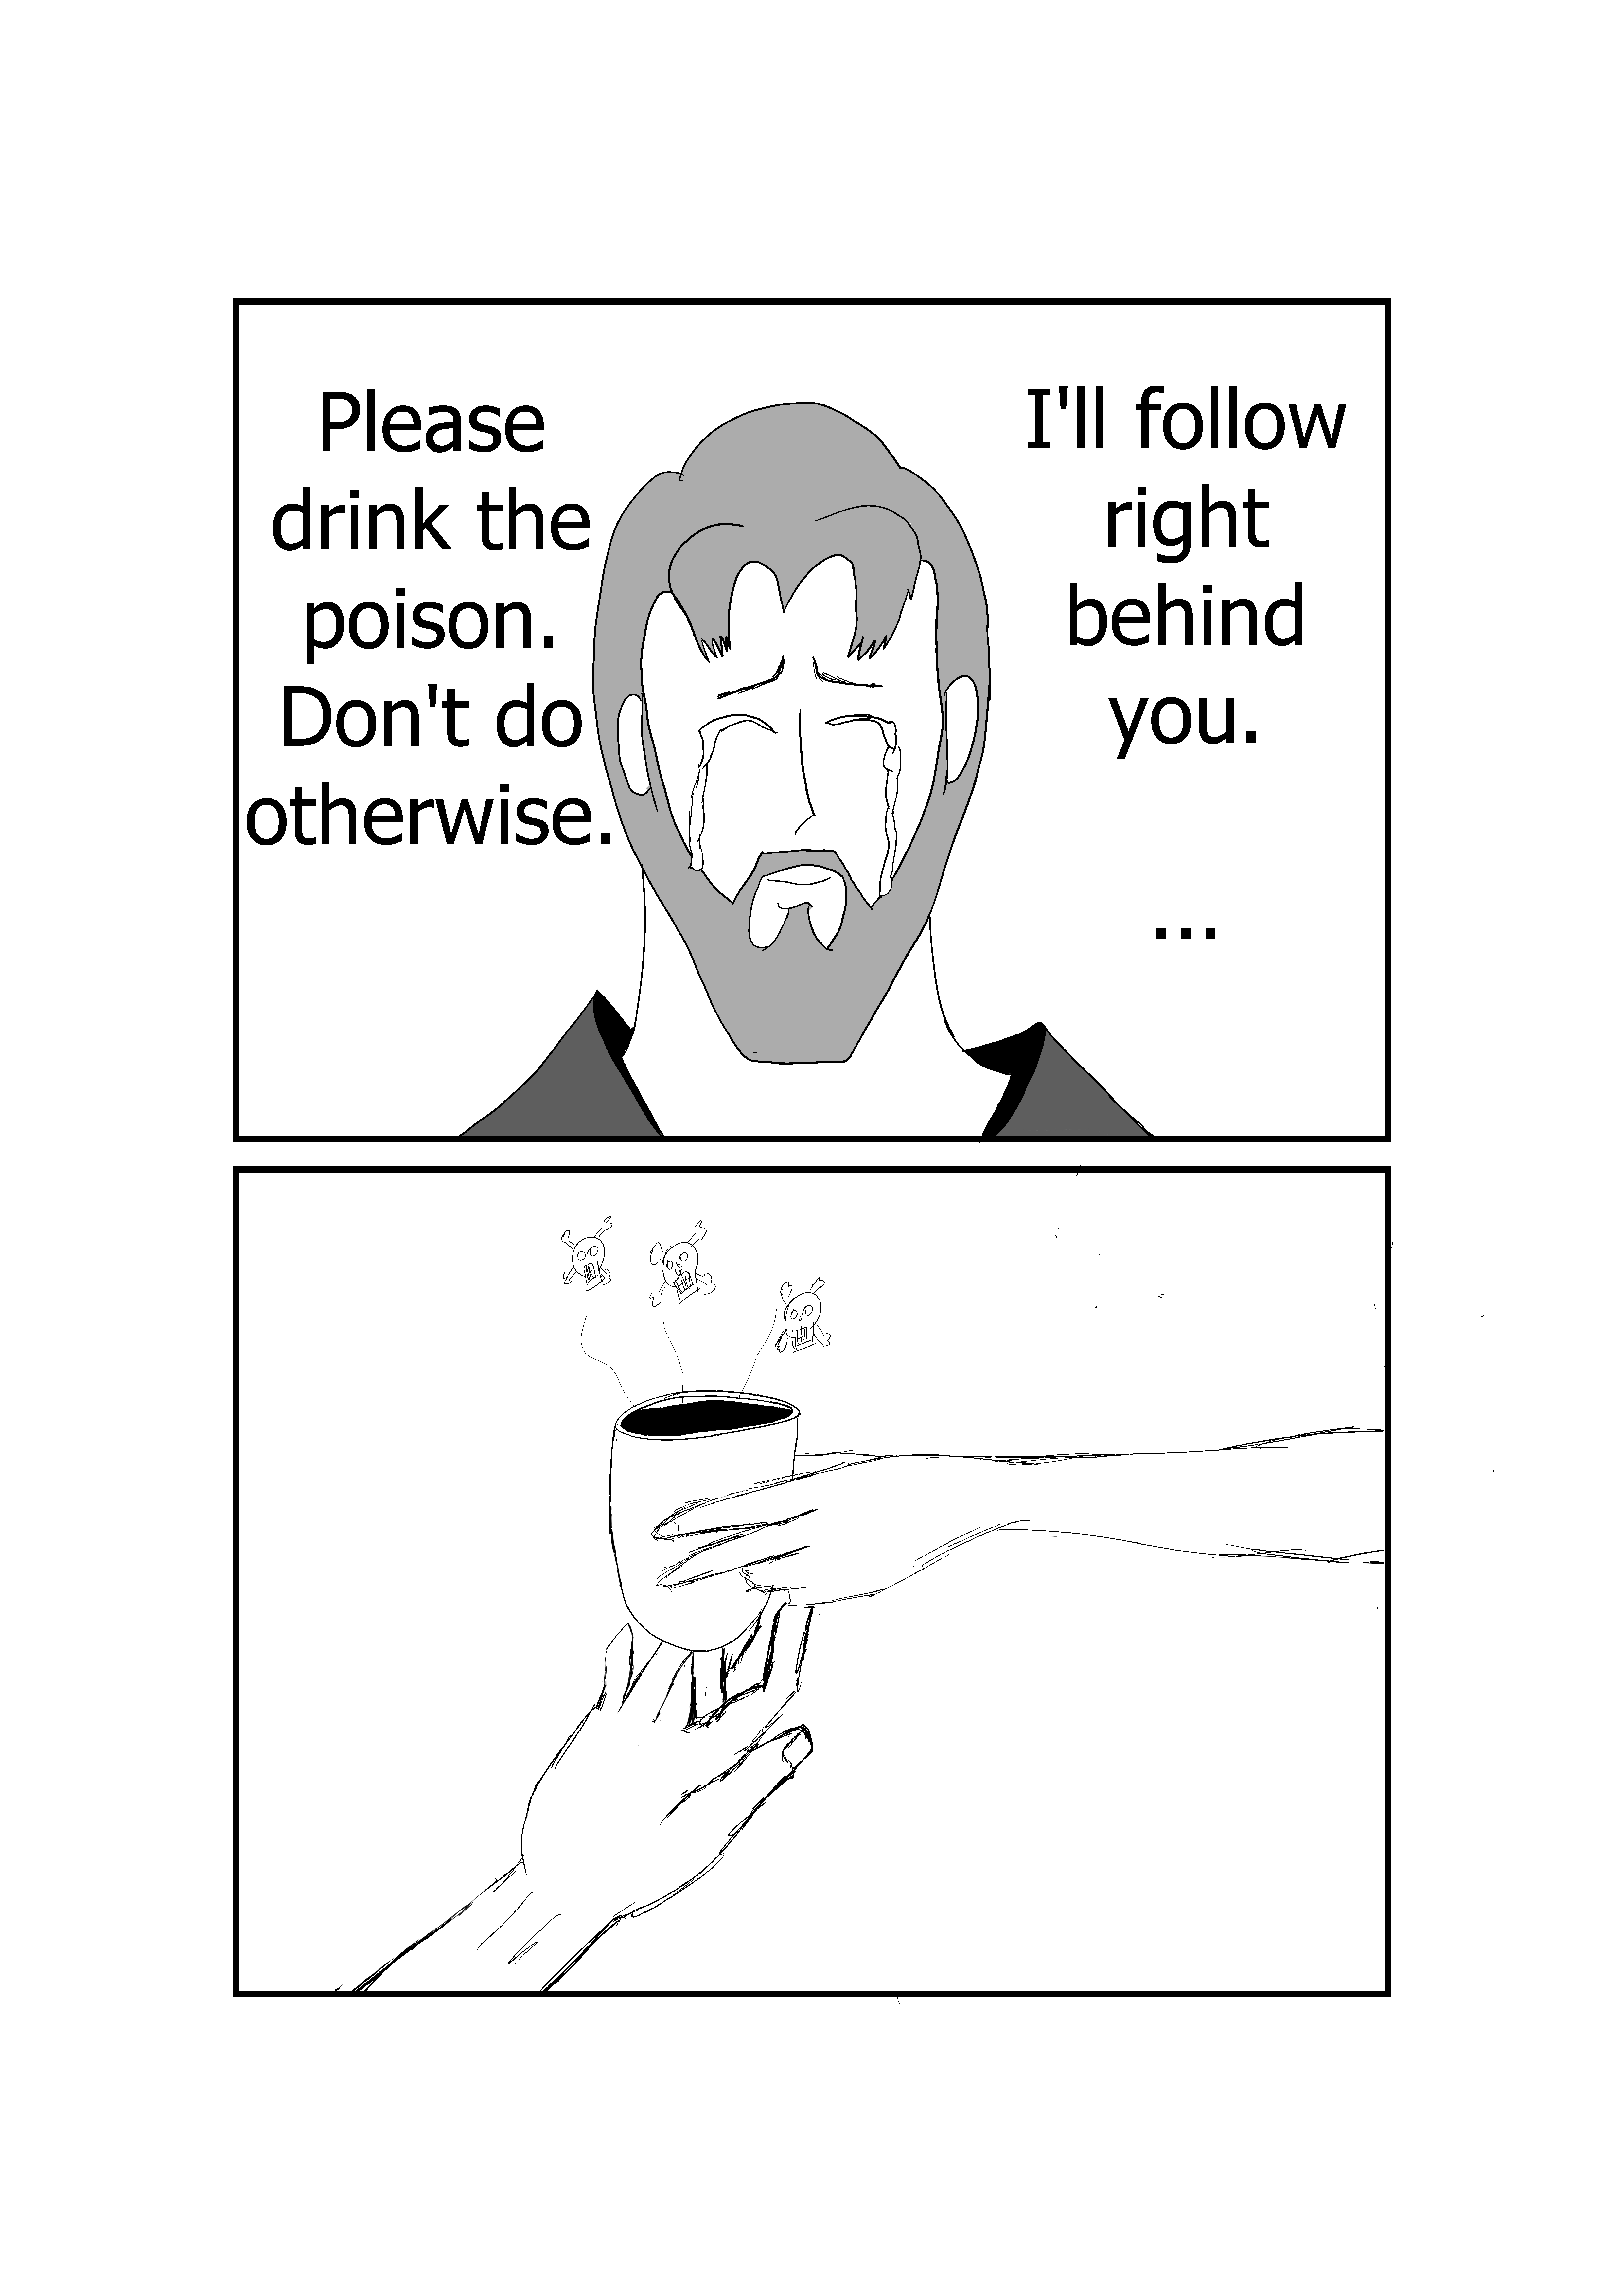 Please
drink the
poison.
Don't do
otherwise.
I'll follow
right
behind
you.
...